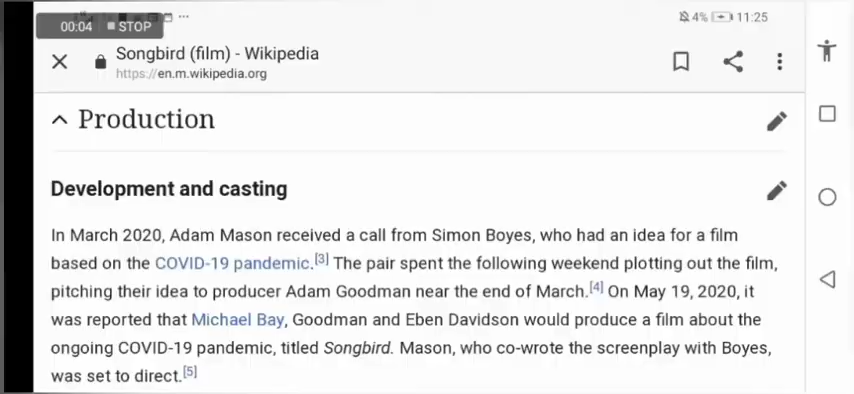 00:04 STOP
4% 11:25
Songbird (film) - Wikipedia
https://en.m.wikipedia.org
Production
Development and casting
In March 2020, Adam Mason received a call from Simon Boyes, who had an idea for a film
based on the COVID-19 pandemic.[3] The pair spent the following weekend plotting out the film,
pitching their idea to producer Adam Goodman near the end of March.[4] On May 19, 2020, it
was reported that Michael Bay, Goodman and Eben Davidson would produce a film about the
ongoing COVID-19 pandemic, titled Songbird. Mason, who co-wrote the screenplay with Boyes,
was set to direct.[5]